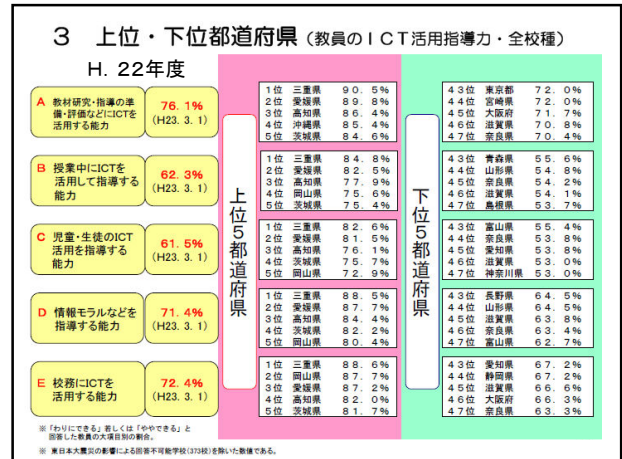 3　上位・下位都道府県（教員のＩＣＴ活用指導力・全校種）
H. 22年度
A 教材研究・指導の準備・評価などにICTを活用する能力
76.1%
(H23. 3. 1)
B 授業中にICTを活用して指導する能力
62.3%
(H23. 3. 1)
C 児童・生徒のICT活用を指導する能力
61.5%
(H23. 3. 1)
D 情報モラルなどを指導する能力
71.4%
(H23. 3. 1)
E 校務にICTを活用する能力
72.4%
(H23. 3. 1)
上位５都道府県
1位 三重県 90.5%
2位 愛媛県 89.8%
3位 高知県 86.4%
4位 沖縄県 85.4%
5位 茨城県 84.6%
1位 三重県 84.8%
2位 愛媛県 82.5%
3位 高知県 77.9%
4位 岡山県 75.6%
5位 茨城県 75.4%
1位 三重県 82.6%
2位 愛媛県 81.5%
3位 高知県 76.1%
4位 茨城県 75.7%
5位 岡山県 72.9%
1位 三重県 88.5%
2位 愛媛県 87.7%
3位 高知県 84.4%
4位 茨城県 82.2%
5位 岡山県 80.4%
1位 三重県 88.6%
2位 岡山県 87.7%
3位 愛媛県 87.2%
4位 高知県 82.0%
5位 茨城県 81.7%
下位５都道府県
43位 東京都 72.0%
44位 宮崎県 72.0%
45位 大阪府 71.7%
46位 滋賀県 70.8%
47位 奈良県 70.4%
43位 青森県 55.6%
44位 山形県 54.8%
45位 奈良県 54.2%
46位 滋賀県 54.1%
47位 島根県 53.7%
43位 富山県 55.4%
44位 奈良県 53.8%
45位 愛知県 53.8%
46位 滋賀県 53.0%
47位 神奈川県 53.0%
43位 長野県 64.5%
44位 山形県 64.5%
45位 滋賀県 63.8%
46位 奈良県 63.4%
47位 富山県 62.7%
43位 愛知県 67.2%
44位 静岡県 67.2%
45位 滋賀県 66.6%
46位 大阪府 66.3%
47位 奈良県 63.3%
※「わりにできる」若しくは「ややできる」と
回答した教員の大項目別の割合。
※ 東日本大震災の影響による回答不可能学校(373校)を除いた数値である。